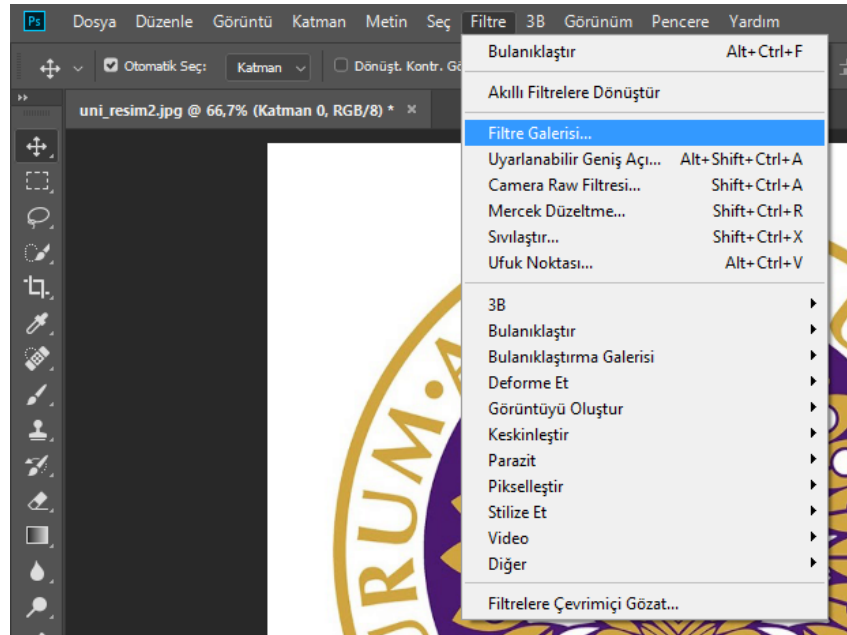 Ps Dosya Düzenle Görüntü Katman Metin Seç Filtre 3B Görünüm Pencere Yardım
Otomatik Seç: Katman Dönüşt. Kontr. Gö
uni_resim2.jpg @ 66,7% (Katman 0, RGB/8) * ×
Bulanıklaştır Alt+Ctrl+F
Akıllı Filtrelere Dönüştür
Filtre Galerisi...
Uyarlanabilir Geniş Açı... Alt+Shift+Ctrl+A
Camera Raw Filtresi... Shift+Ctrl+A
Mercek Düzeltme... Shift+Ctrl+R
Sıvılaştır... Shift+Ctrl+X
Ufuk Noktası... Alt+Ctrl+V
3B
Bulanıklaştır
Bulanıklaştırma Galerisi
Deforme Et
Görüntüyü Oluştur
Keskinleştir
Parazit
Pikselleştir
Stilize Et
Video
Diğer
Filtrelere Çevrimiçi Gözat...
RUM • A